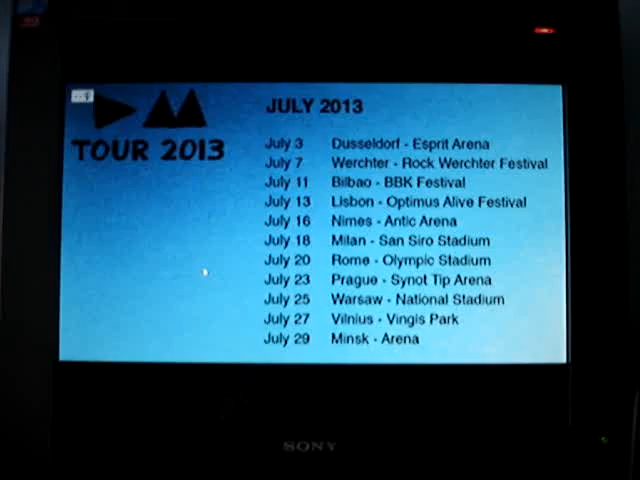 TOUR 2013
JULY 2013
July 3 Dusseldorf - Esprit Arena
July 7 Werchter - Rock Werchter Festival
July 11 Bilbao - BBK Festival
July 13 Lisbon - Optimus Alive Festival
July 16 Nimes - Antic Arena
July 18 Milan - San Siro Stadium
July 20 Rome - Olympic Stadium
July 23 Prague - Synot Tip Arena
July 25 Warsaw - National Stadium
July 27 Vilnius - Vingis Park
July 29 Minsk - Arena
SONY